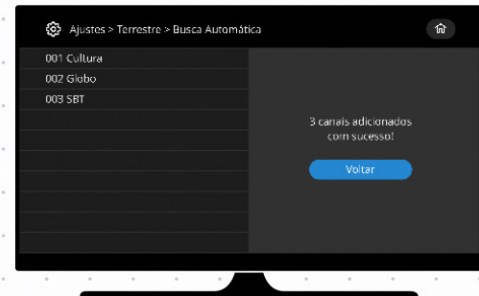 Ajustes > Terrestre > Busca Automática
001 Cultura
002 Globo
003 SBT
3 canais adicionados
com sucesso!
Voltar